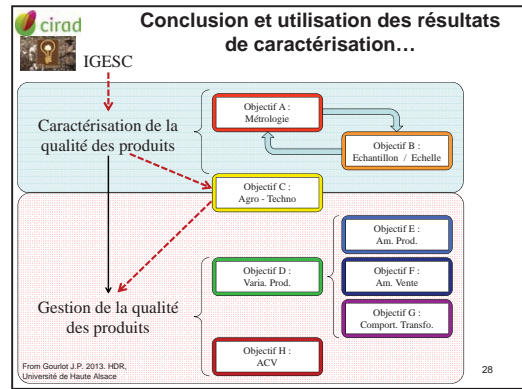 cirad
Conclusion et utilisation des résultats
de caractérisation…
IGESC
Caractérisation de la
qualité des produits
Objectif A :
Métrologie
Objectif B :
Echantillon / Echelle
Objectif C :
Agro - Techno
Objectif D :
Varia. Prod.
Objectif E :
Am. Prod.
Objectif F :
Am. Vente
Objectif G :
Comport. Transfo.
Gestion de la qualité
des produits
Objectif H :
ACV
From Gourlot J.P. 2013. HDR,
Université de Haute Alsace
28